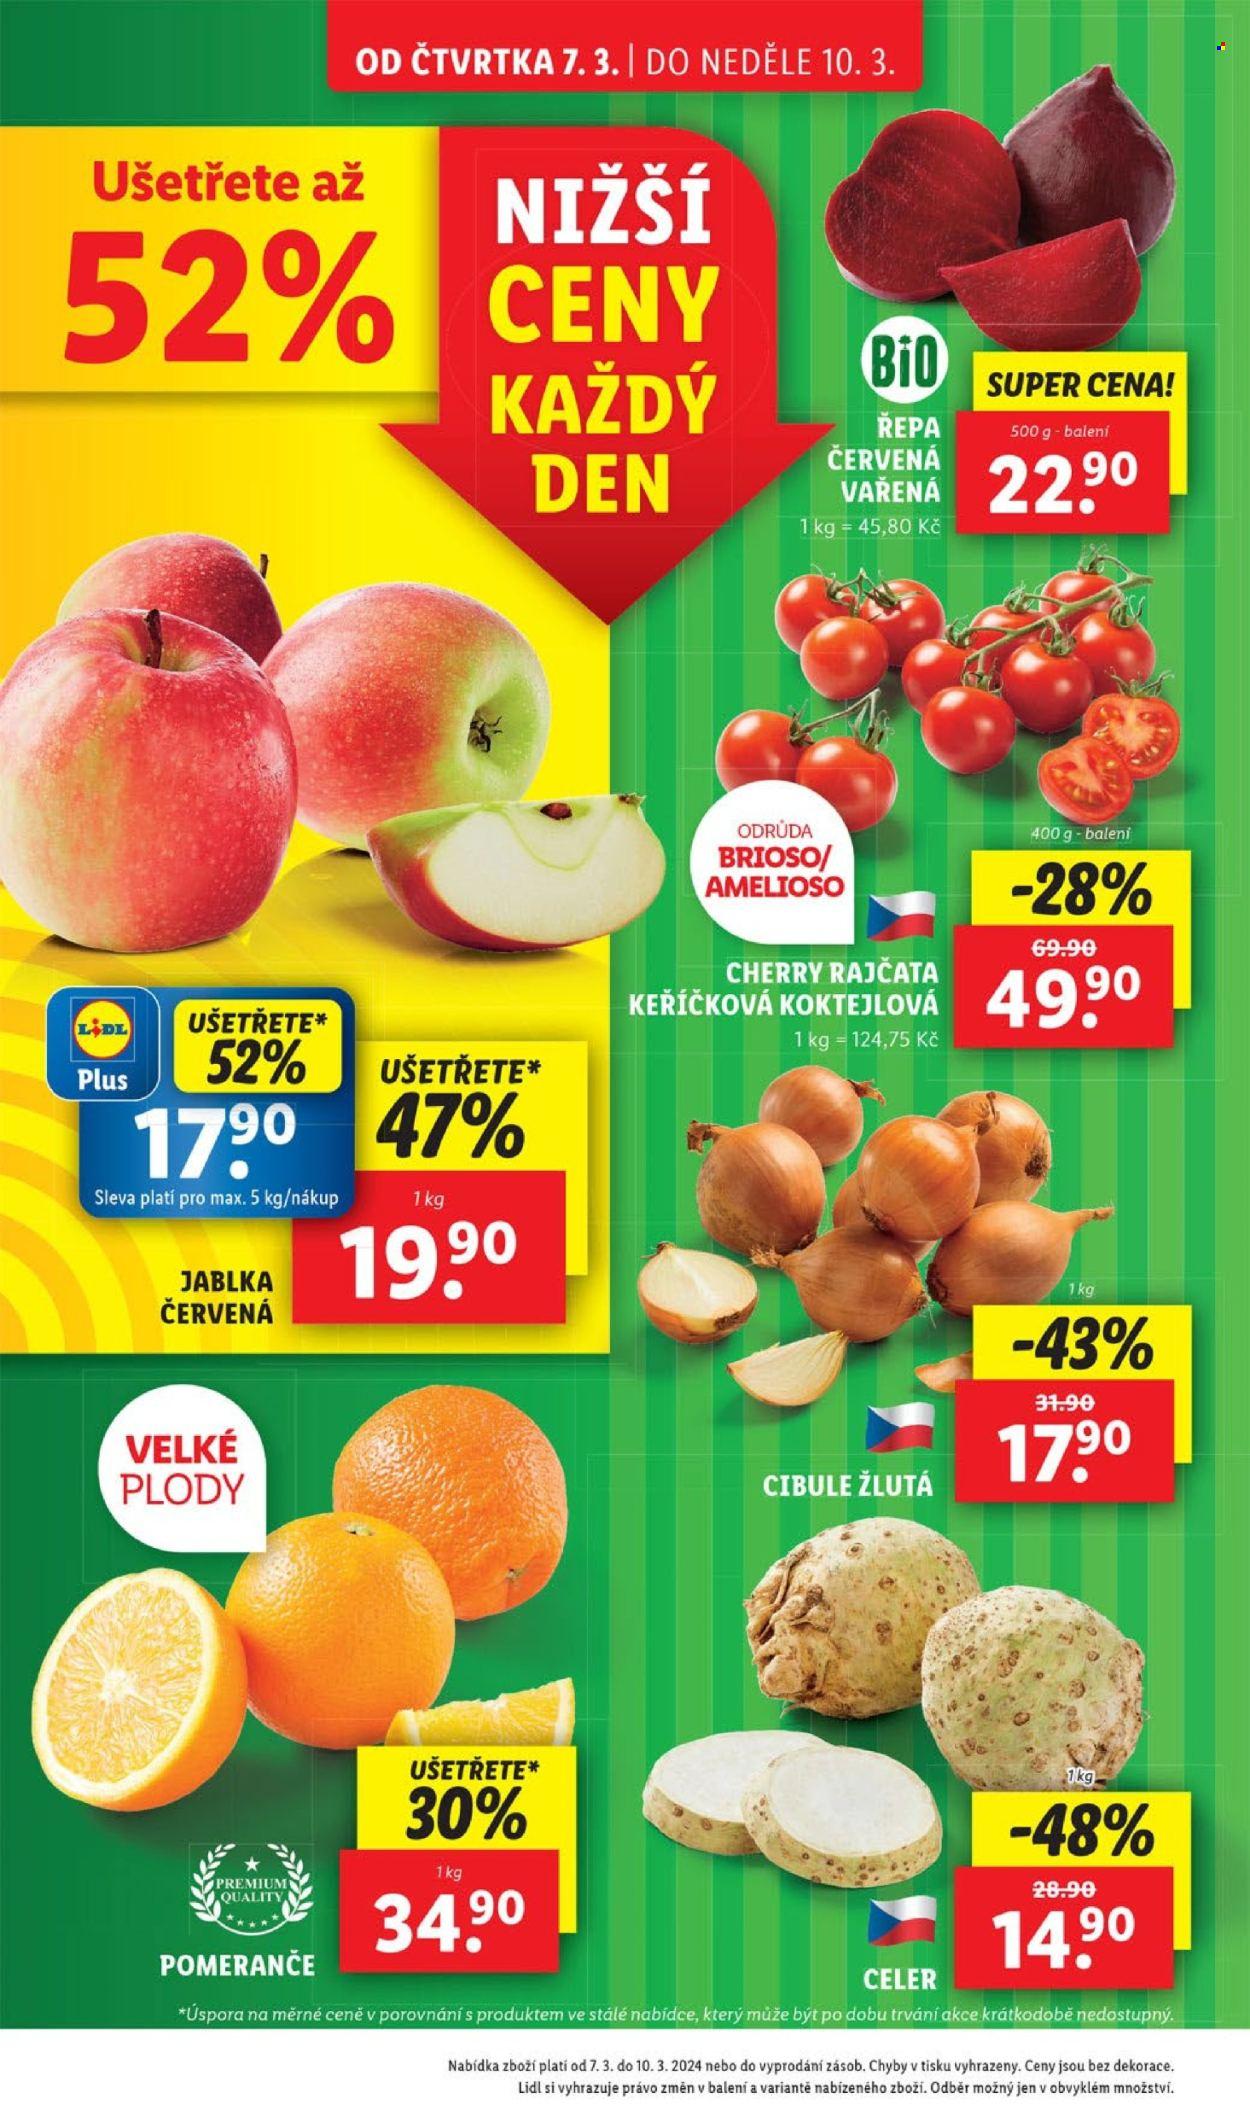 OD ČTVRTKA 7. 3. | DO NEDĚLE 10. 3.
Ušetřete až
52%
NIŽŠÍ
CENY
KAŽDÝ
DEN
BIO
ŘEPA
ČERVENÁ
VAŘENÁ
1 kg = 45,80 Kč
SUPER CENA!
500 g - balení
22.90
ODRŮDA
BRIOSO/
AMELIOSO
CHERRY RAJČATA
KEŘÍČKOVÁ KOKTEJLOVÁ
1 kg = 124,75 Kč
400 g - balení
-28%
69.90
49.90
LIDL
Plus
UŠETŘETE*
52%
17.90
Sleva platí pro max. 5 kg/nákup
UŠETŘETE*
47%
1 kg
19.90
JABLKA
ČERVENÁ
1 kg
-43%
31.90
17.90
CIBULE ŽLUTÁ
VELKÉ
PLODY
UŠETŘETE*
30%
1 kg
34.90
PREMIUM
QUALITY
POMERANČE
1 kg
-48%
28.90
14.90
CELER
*Úspora na měrné ceně v porovnání s produktem ve stálé nabídce, který může být po dobu trvání akce krátkodobě nedostupný.
Nabídka zboží platí od 7. 3. do 10. 3. 2024 nebo do vyprodání zásob. Chyby v tisku vyhrazeny. Ceny jsou bez dekorace.
Lidl si vyhrazuje právo změn v balení a variantě nabízeného zboží. Odběr možný jen v obvyklém množství.